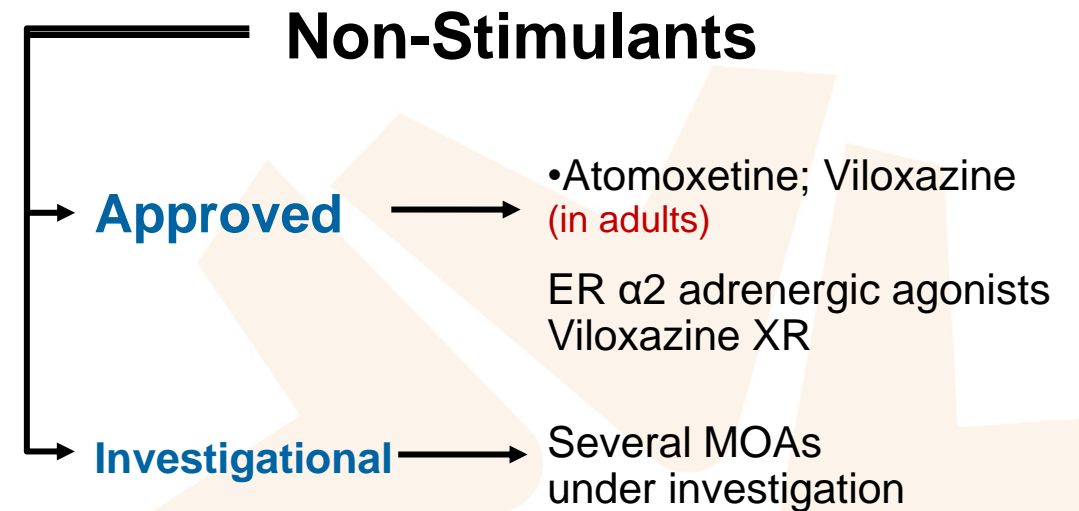 Non-Stimulants
Approved
•Atomoxetine; Viloxazine
(in adults)
ER α2 adrenergic agonists
Viloxazine XR
Investigational
Several MOAs
under investigation